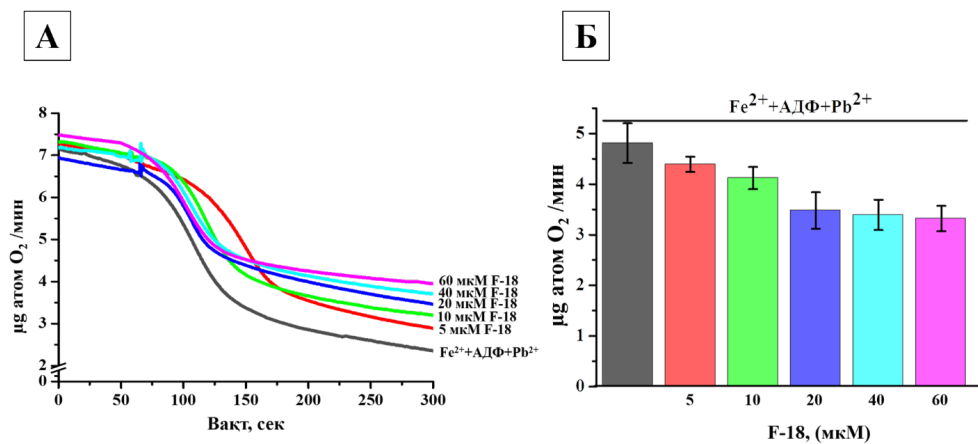 А
μg атом O₂ /мин
8
7
6
5
4
3
2
0
0
50
100
150
200
250
300
Вақт, сек
60 мкМ F-18
40 мкМ F-18
20 мкМ F-18
10 мкМ F-18
5 мкМ F-18
Fe²⁺+АДФ+Pb²⁺
Б
Fe²⁺+АДФ+Pb²⁺
μg атом O₂ /мин
5
4
3
2
1
0
5
10
20
40
60
F-18, (мкМ)